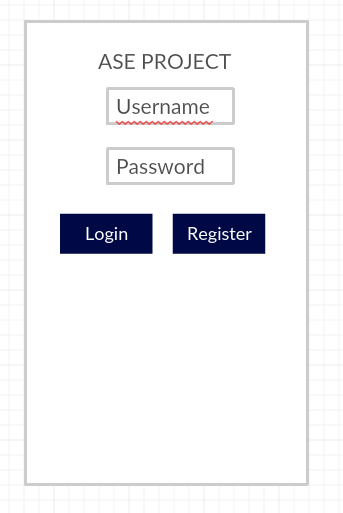 ASE PROJECT
Username
Password
Login
Register